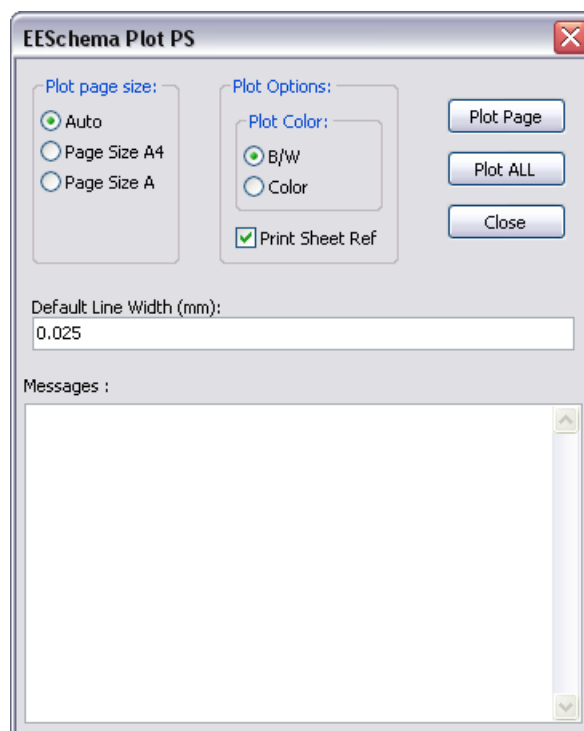 EESchema Plot PS
Plot page size:
Auto
Page Size A4
Page Size A
Plot Options:
Plot Color:
B/W
Color
Print Sheet Ref
Plot Page
Plot ALL
Close
Default Line Width (mm):
0.025
Messages :